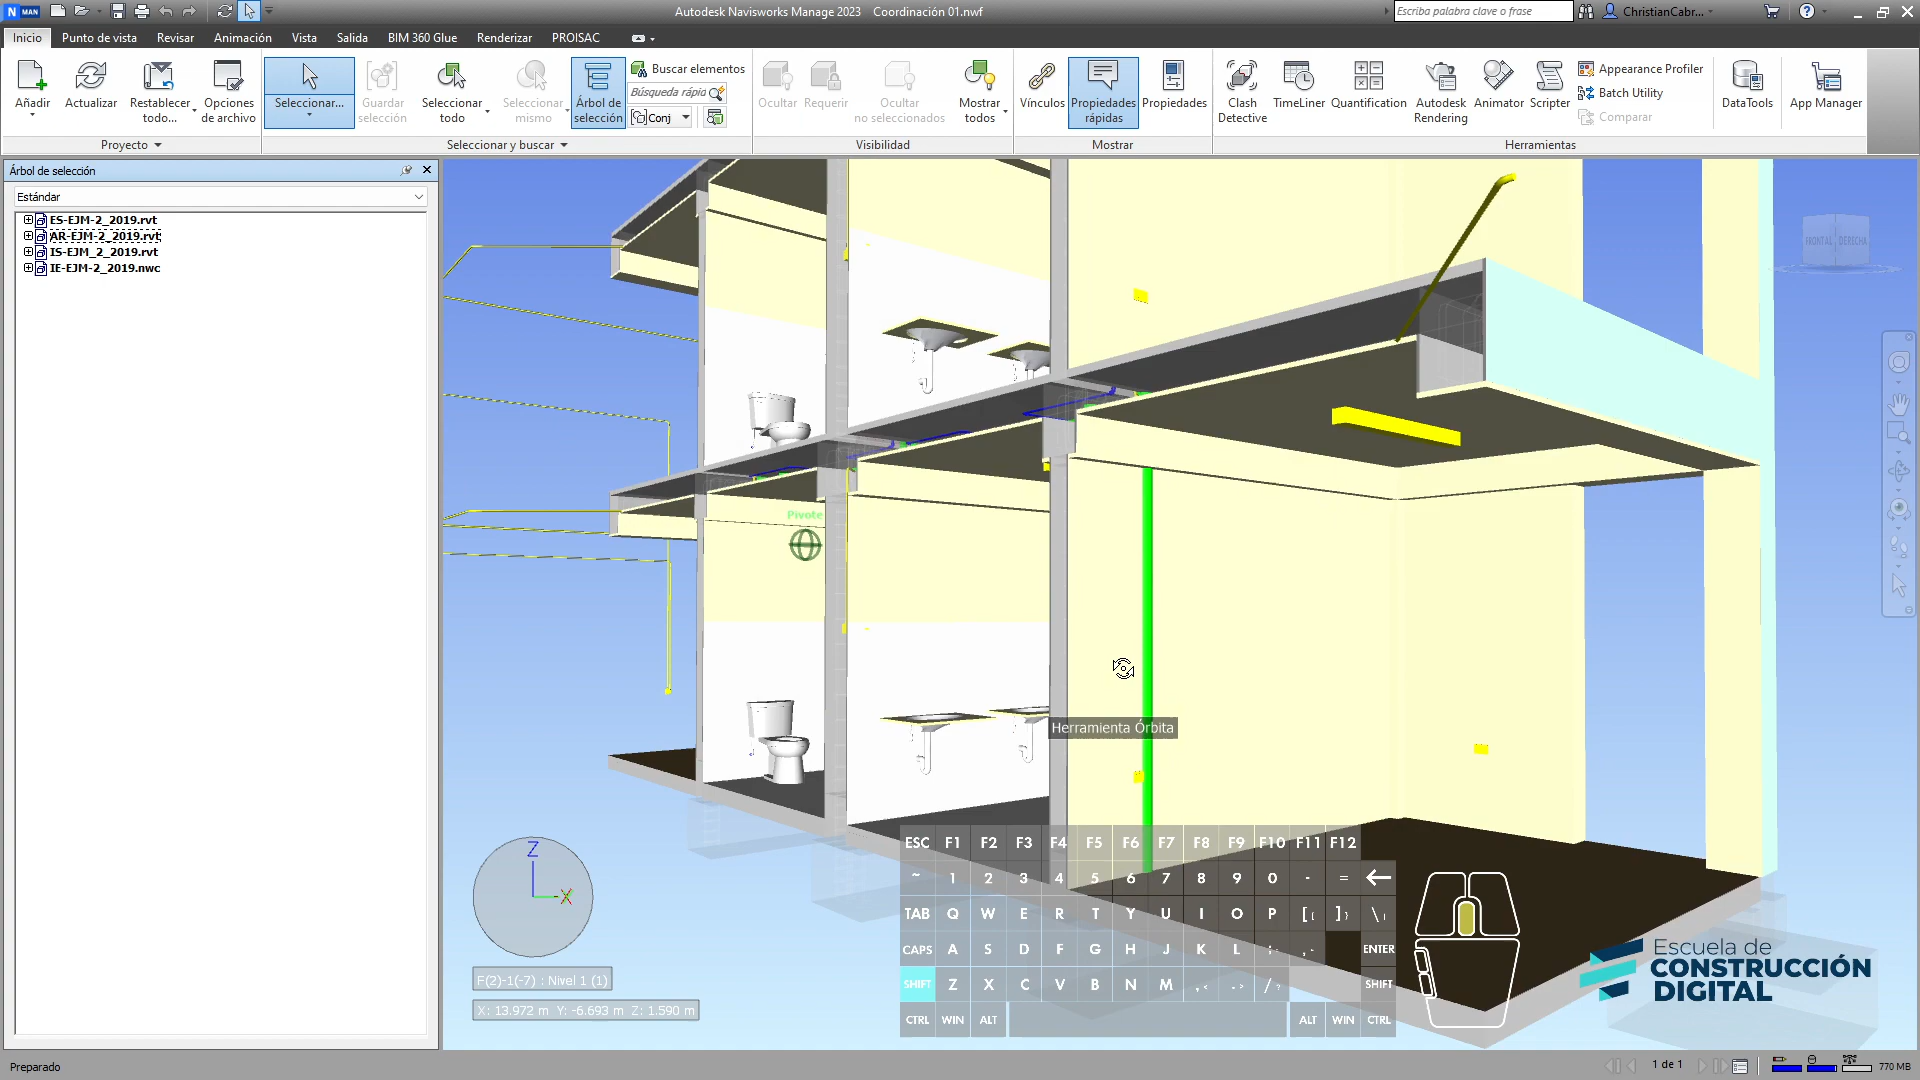 N MAN
Autodesk Navisworks Manage 2023 Coordinación 01.nwf
Escriba palabra clave o frase
ChristianCabr...
Inicio Punto de vista Revisar Animación Vista Salida BIM 360 Glue Renderizar PROISAC
Añadir
Actualizar
Restablecer todo...
Opciones de archivo
Proyecto
Seleccionar...
Guardar selección
Seleccionar todo
Seleccionar mismo
Árbol de selección
Buscar elementos
Búsqueda rápid
Conj
Seleccionar y buscar
Ocultar
Requerir
Ocultar no seleccionados
Mostrar todos
Visibilidad
Vínculos
Propiedades rápidas
Propiedades
Mostrar
Clash Detective
TimeLiner
Quantification
Autodesk Rendering
Animator
Scripter
Appearance Profiler
Batch Utility
Comparar
DataTools
App Manager
Herramientas
Árbol de selección
Estándar
ES-EJM-2_2019.rvt
AR-EJM-2_2019.rvt
IS-EJM_2_2019.rvt
IE-EJM-2_2019.nwc
FRONTAL DERECHA
Pivote
Herramienta Órbita
Z
X
F(2)-1(-7) : Nivel 1 (1)
X: 13.972 m Y: -6.693 m Z: 1.590 m
ESC F1 F2 F3 F4 F5 F6 F7 F8 F9 F10 F11 F12
~ 1 2 3 4 5 6 7 8 9 0 - =
TAB Q W E R T Y U I O P [{ ]} \|
CAPS A S D F G H J K L ENTER
SHIFT Z X C V B N M ,< .> /? SHIFT
CTRL WIN ALT ALT WIN CTRL
Escuela de
CONSTRUCCIÓN
DIGITAL
Preparado
1 de 1
770 MB